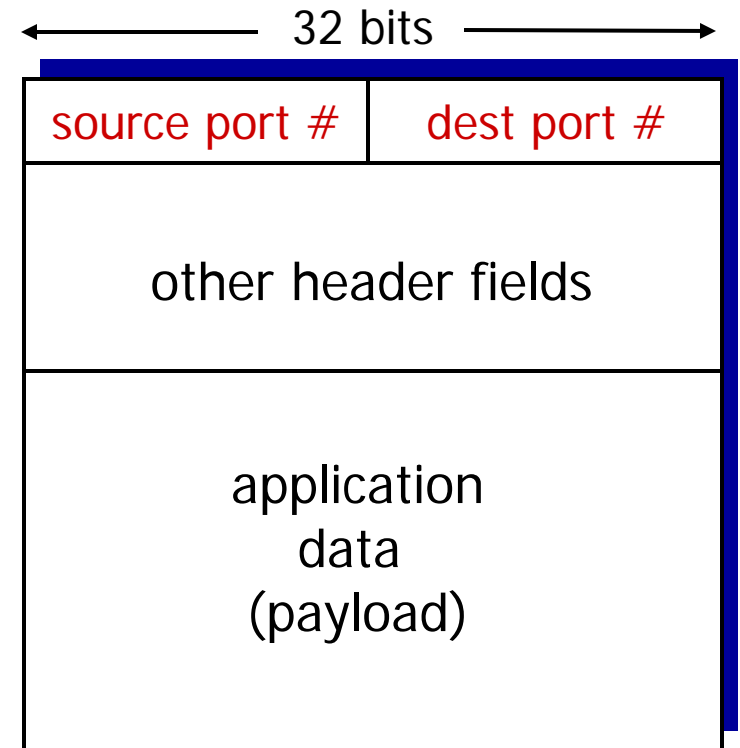 32 bits
source port # dest port #
other header fields
application
data
(payload)